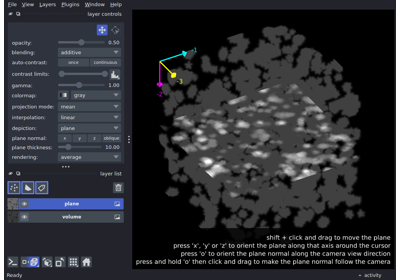 File View Layers Plugins Window Help
layer controls
opacity: 0.50
blending: additive
auto-contrast: once continuous
contrast limits:
gamma: 1.00
colormap: gray
projection mode: mean
interpolation: linear
depiction: plane
plane normal: x y z oblique
plane thickness: 10.00
rendering: average
layer list
plane
volume
1
3
2
shift + click and drag to move the plane
press 'x', 'y' or 'z' to orient the plane along that axis around the cursor
press 'o' to orient the plane normal along the camera view direction
press and hold 'o' then click and drag to make the plane normal follow the camera
Ready
activity